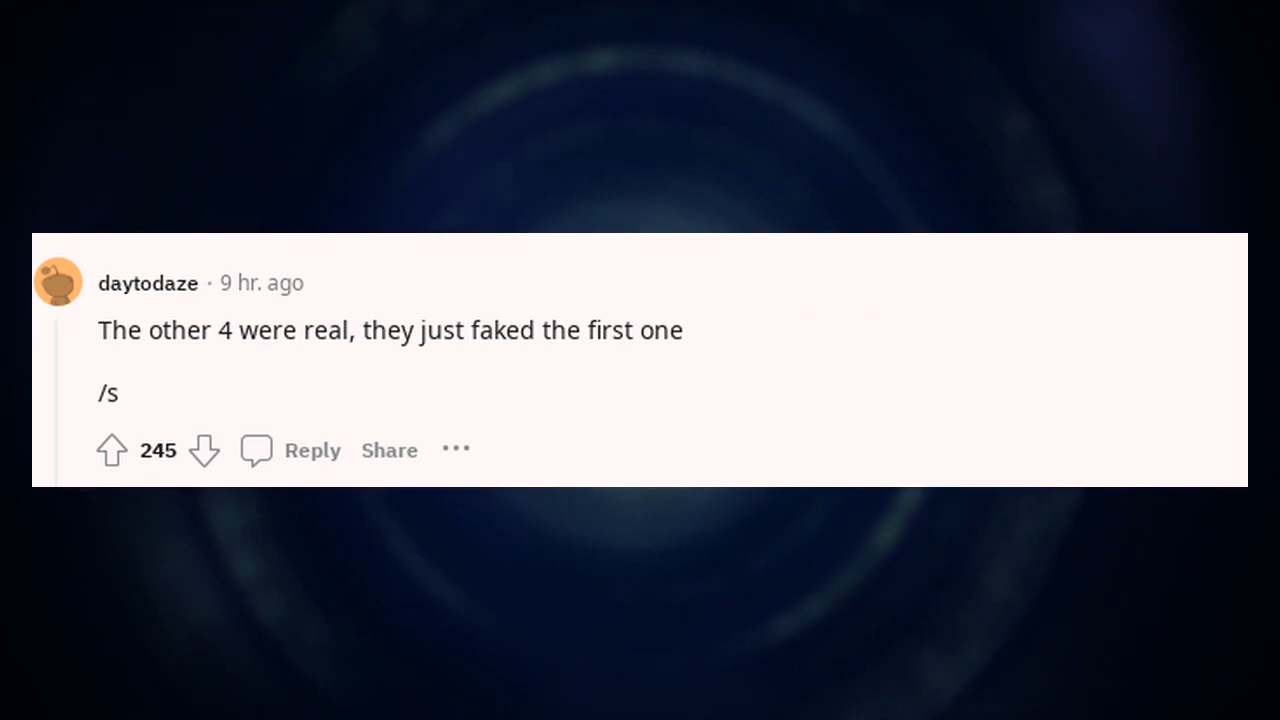 daytodaze · 9 hr. ago
The other 4 were real, they just faked the first one
/s
245 Reply Share ···